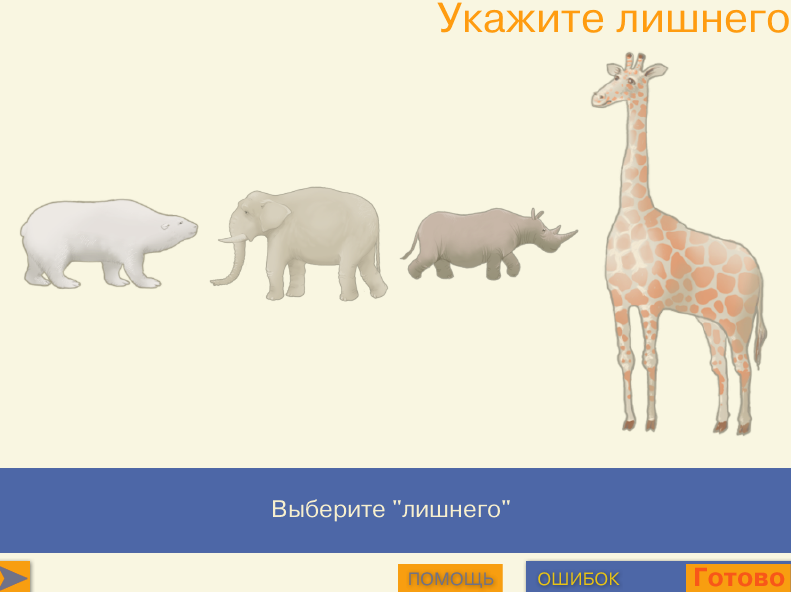 Укажите лишнего
Выберите "лишнего"
ПОМОЩЬ
ОШИБОК
Готово